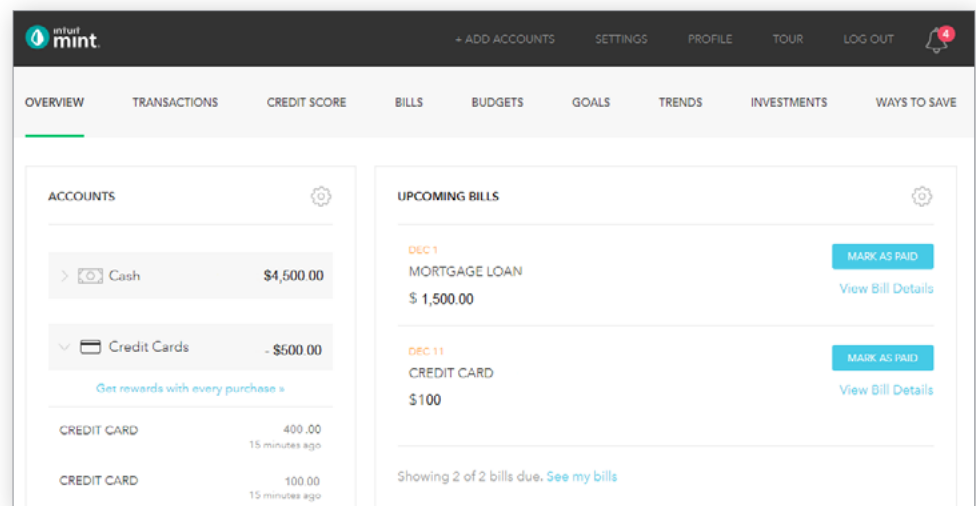 intuit
mint
+ ADD ACCOUNTS SETTINGS PROFILE TOUR LOG OUT 4
OVERVIEW TRANSACTIONS CREDIT SCORE BILLS BUDGETS GOALS TRENDS INVESTMENTS WAYS TO SAVE
ACCOUNTS
Cash $4,500.00
Credit Cards - $500.00
Get rewards with every purchase »
CREDIT CARD 400 .00
15 minutes ago
CREDIT CARD 100.00
15 minutes ago
UPCOMING BILLS
DEC 1
MORTGAGE LOAN
$ 1,500.00
MARK AS PAID
View Bill Details
DEC 11
CREDIT CARD
$100
MARK AS PAID
View Bill Details
Showing 2 of 2 bills due. See my bills